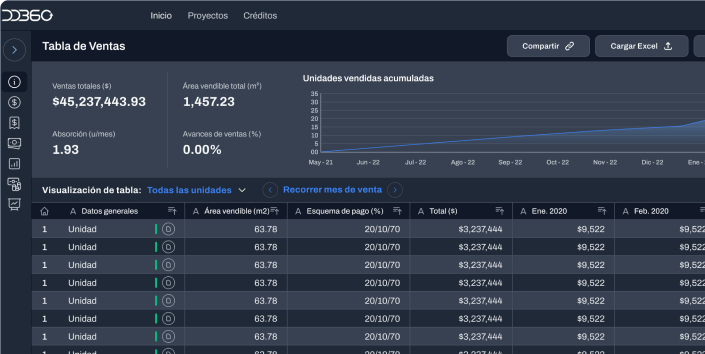 DD360 Inicio Proyectos Créditos
Tabla de Ventas Compartir Cargar Excel
Ventas totales ($) Área vendible total (m²) Unidades vendidas acumuladas
$45,237,443.93 1,457.23
Absorción (u/mes) Avances de ventas (%)
1.93 0.00%
35
30
25
20
15
10
5
00
May - 21 Jun - 22 Jul - 22 Ago - 22 Sep - 22 Oct - 22 Nov - 22 Dic - 22 Ene -
Visualización de tabla: Todas las unidades Recorrer mes de venta
A Datos generales A Área vendible (m2) A Esquema de pago (%) A Total ($) A Ene. 2020 A Feb. 2020
1 Unidad 63.78 20/10/70 $3,237,444 $9,522 $9,522
1 Unidad 63.78 20/10/70 $3,237,444 $9,522 $9,522
1 Unidad 63.78 20/10/70 $3,237,444 $9,522 $9,522
1 Unidad 63.78 20/10/70 $3,237,444 $9,522 $9,522
1 Unidad 63.78 20/10/70 $3,237,444 $9,522 $9,522
1 Unidad 63.78 20/10/70 $3,237,444 $9,522 $9,522
1 Unidad 63.78 20/10/70 $3,237,444 $9,522 $9,522
1 Unidad 63.78 20/10/70 $3,237,444 $9,522 $9,522